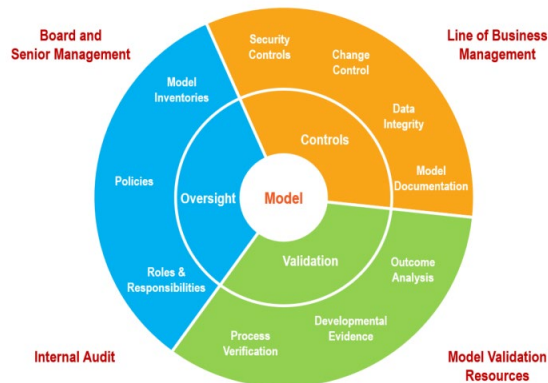 Board and
Senior Management
Line of Business
Management
Security
Controls
Change
Control
Model
Inventories
Data
Integrity
Controls
Model
Documentation
Policies
Oversight
Model
Validation
Outcome
Analysis
Roles &
Responsibilities
Developmental
Evidence
Process
Verification
Internal Audit
Model Validation
Resources